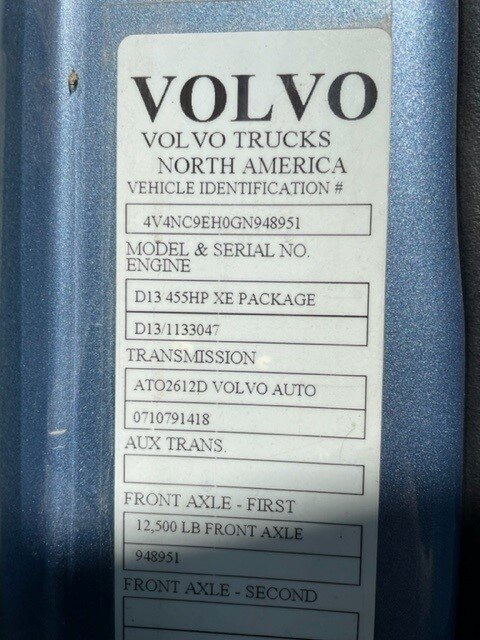 VOLVO
VOLVO TRUCKS
NORTH AMERICA
VEHICLE IDENTIFICATION #
4V4NC9EH0GN948951
MODEL & SERIAL NO.
ENGINE
D13 455HP XE PACKAGE
D13/1133047
TRANSMISSION
ATO2612D VOLVO AUTO
0710791418
AUX TRANS.
FRONT AXLE - FIRST
12,500 LB FRONT AXLE
948951
FRONT AXLE - SECOND